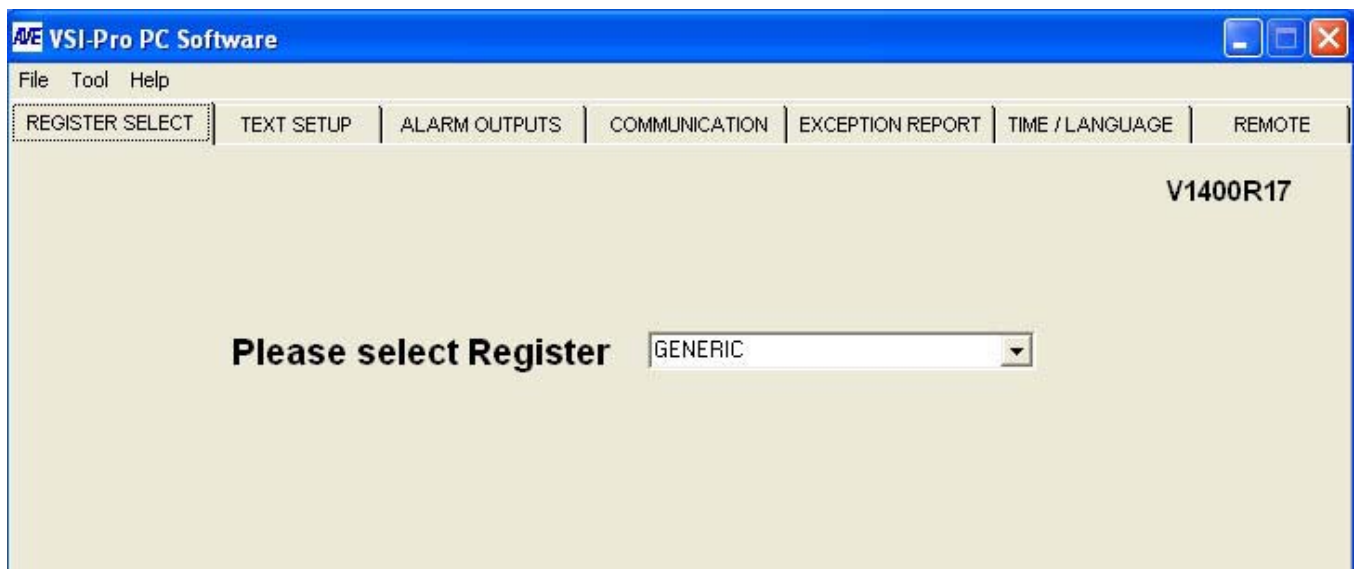 AVE VSI-Pro PC Software
File Tool Help
REGISTER SELECT TEXT SETUP ALARM OUTPUTS COMMUNICATION EXCEPTION REPORT TIME / LANGUAGE REMOTE
V1400R17
Please select Register GENERIC